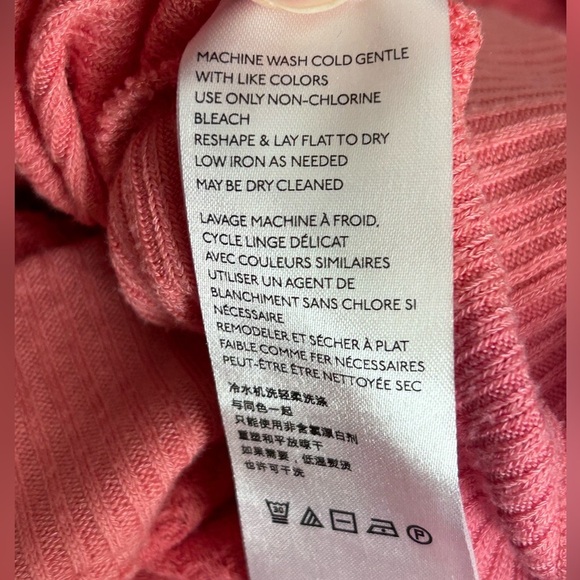 MACHINE WASH COLD GENTLE
WITH LIKE COLORS
USE ONLY NON-CHLORINE
BLEACH
RESHAPE & LAY FLAT TO DRY
LOW IRON AS NEEDED
MAY BE DRY CLEANED
LAVAGE MACHINE À FROID,
CYCLE LINGE DÉLICAT
AVEC COULEURS SIMILAIRES
UTILISER UN AGENT DE
BLANCHIMENT SANS CHLORE SI
NÉCESSAIRE
REMODELER ET SÉCHER À PLAT
FAIBLE COMME FER NÉCESSAIRES
PEUT-ÊTRE ÊTRE NETTOYÉE SEC
冷水机洗轻柔洗涤
与同色一起
只能使用非含氯漂白剂
重塑和平放晾干
如果需要，低温熨烫
也许可干洗
30
P